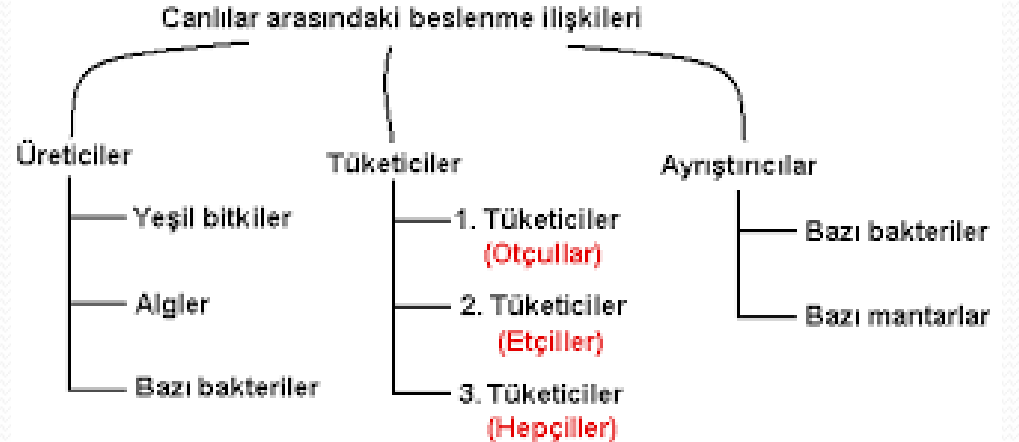 Canlılar arasındaki beslenme ilişkileri
Üreticiler
Yeşil bitkiler
Algler
Bazı bakteriler
Tüketiciler
1. Tüketiciler
(Otçullar)
2. Tüketiciler
(Etçiller)
3. Tüketiciler
(Hepçiller)
Ayrıştırıcılar
Bazı bakteriler
Bazı mantarlar